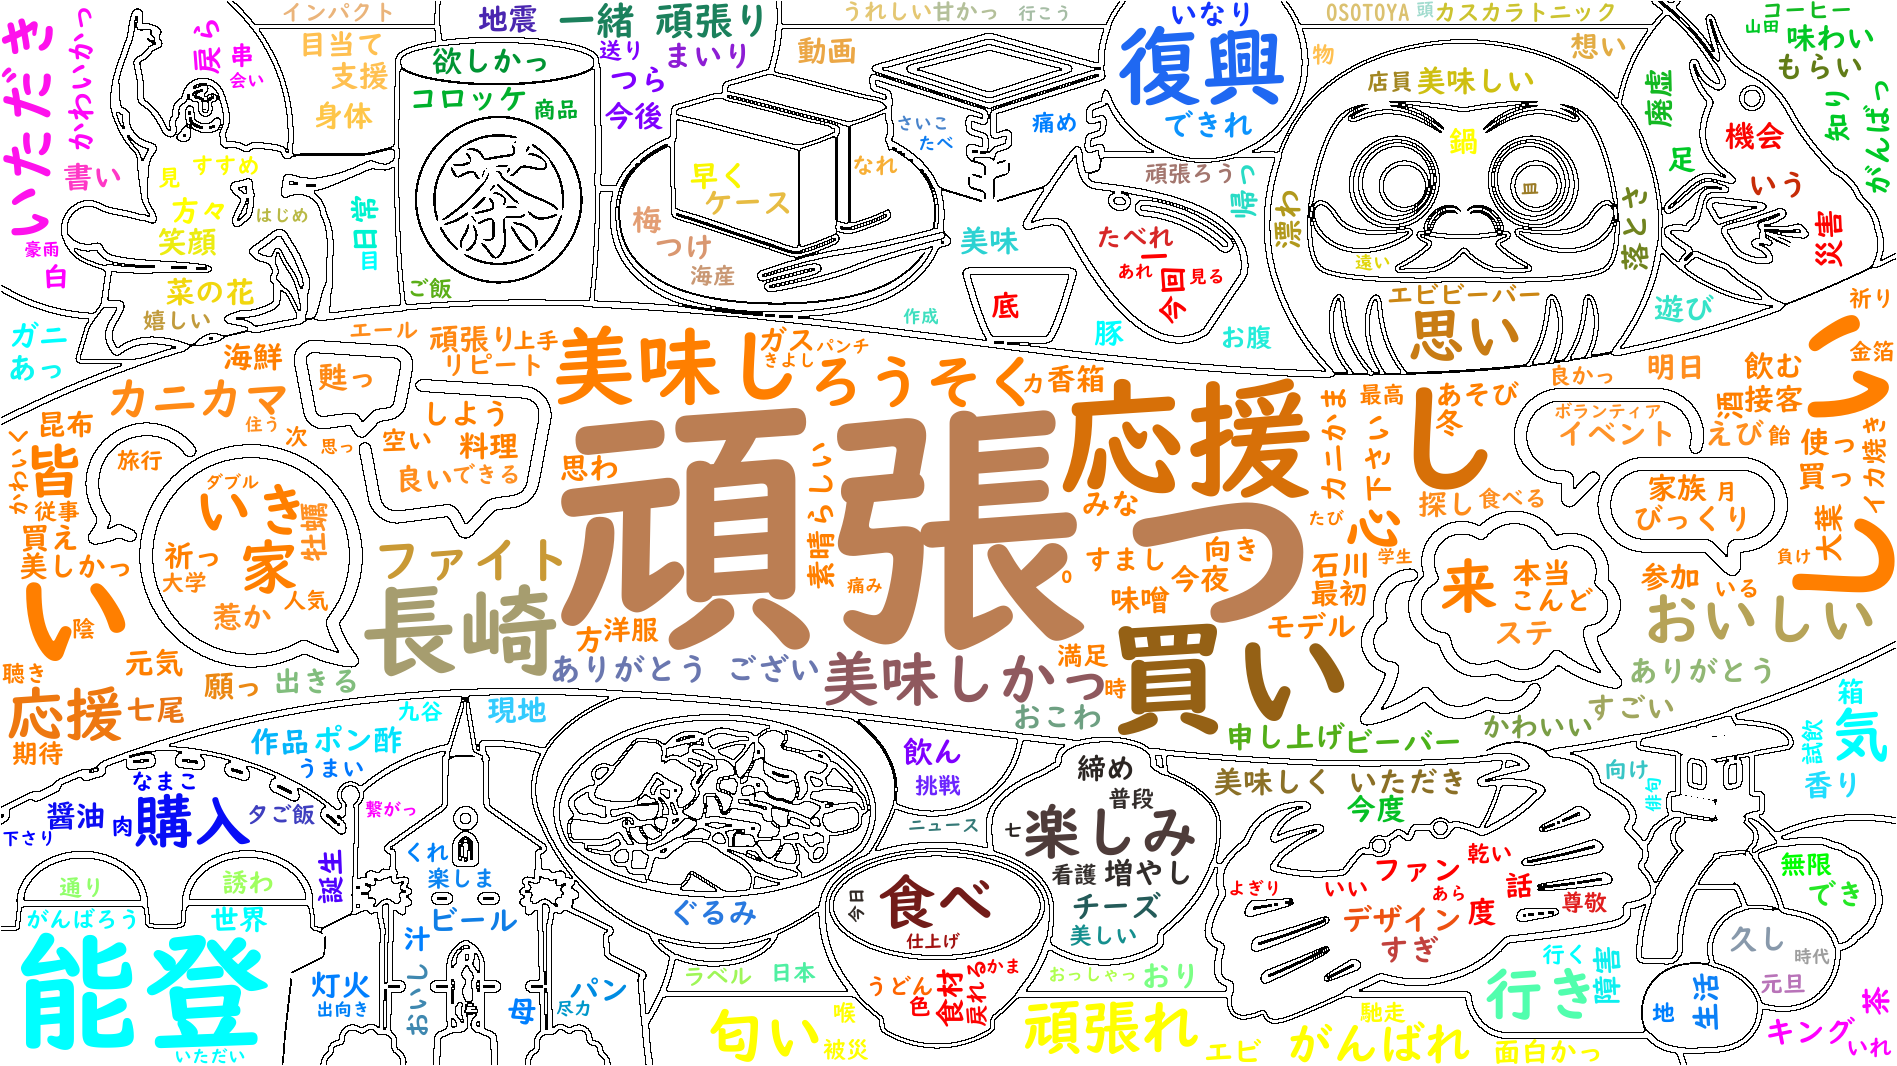 いただき
かわいかっ
戻ら
串
会い
インパクト
目当て
支援
身体
書い
見
すすめ
方々
はじめ
笑顔
豪雨
白
菜の花
嬉しい
日常
目
ガニ
あっ
地震
一緒
頑張り
送り
まいり
つら
今後
欲しかっ
コロッケ
商品
茶
ご飯
動画
うれしい
甘かっ
行こう
早く
ケース
なれ
梅
つけ
海産
さいこ
たべ
痛め
美味
底
作成
豚
お腹
いなり
復興
できれ
頑張ろう
帰っ
たべれ
ー
あれ
今回
見る
物
OSOTOYA
頭
カスカラトニック
想い
店員
美味しい
鍋
目
漂わ
落とさ
遠い
エビビーバー
思い
コーヒー
山田
味わい
もらい
廃虚
知り
がんばっ
足
機会
いう
災害
遊び
祈り
金箔
エール
頑張り
上手
リピート
海鮮
カニカマ
住う
次
思っ
昆布
かわいく
皆
従事
買え
美しかっ
旅行
ダブル
いき
家
牡蠣
祈っ
大学
惹か
人気
甦っ
しよう
空い
料理
良い
できる
美味し
ガス
きよし
パンチ
ろうそく
カ
香箱
頑張っ
。
応援し
思わ
素晴らしい
痛み
みな
すまし
向き
今夜
味噌
カニかま
たび
下さい
心
最高
あそび
冬
探し
食べる
学生
石川
最初
モデル
良かっ
明日
飲む
酒
接客
えび
飴
ボランティア
イベント
家族
月
びっくり
使っ
買っ
イカ焼き
大葉
負け
いい
し
来
本当
こんど
ステ
参加
いる
おいしい
ありがとう
すごい
かわいい
い
陰
聴き
元気
願っ
出きる
応援
七尾
期待
ファイト
長崎
方
洋服
ありがとう
ござい
美味しかっ
満足
時
おこわ
買い
申し上げ
ビーバー
九谷
現地
作品
ポン酢
うまい
なまこ
醤油
肉
購入
タご飯
下さり
繋がっ
誕生
通り
誘わ
がんばろう
世界
能登
いただい
くれ
楽しま
ビール
汁
灯火
出向き
おいし
母
パン
尽力
ぐるみ
ラベル
日本
匂い
喉
被災
飲ん
挑戦
ニュース
今日
食べ
仕上げ
うどん
色
食材
戻れ
るかま
締め
普段
七
楽しみ
看護
増やし
チーズ
美しい
おっしゃっ
おり
頑張れ
エビ
がんばれ
馳走
面白かっ
美味しく
いただき
今度
よぎり
いい
ファン
乾い
あら
話
デザイン
度
尊敬
すぎ
行く
障害
行き
向け
俳句
箱
気
試飲
香り
無限
でき
久し
時代
元旦
地
生活
キング
茶
いれ